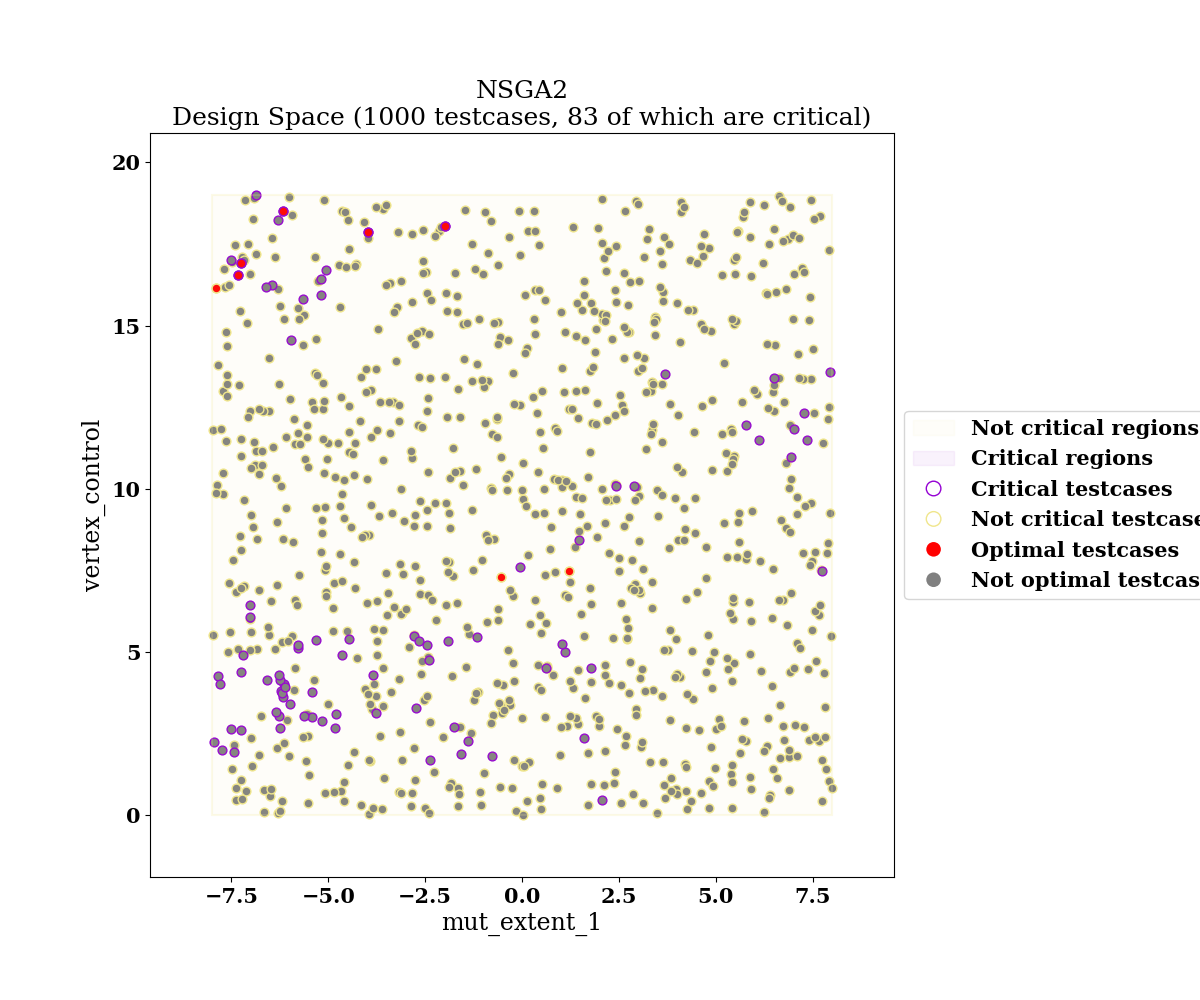 NSGA2
Design Space (1000 testcases, 83 of which are critical)
20
15
10
5
0
vertex_control
−7.5 −5.0 −2.5 0.0 2.5 5.0 7.5
mut_extent_1
Not critical regions
Critical regions
Critical testcases
Not critical testcase
Optimal testcases
Not optimal testcas